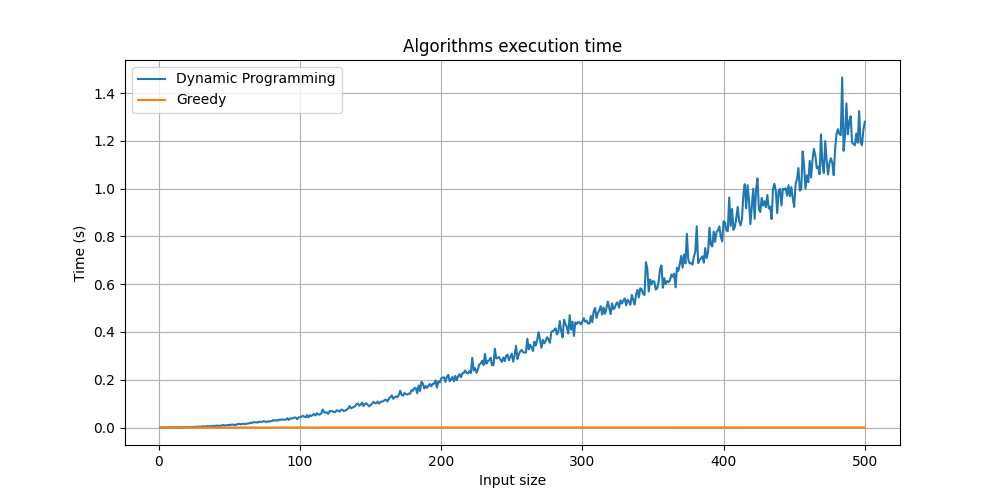 Algorithms execution time
Dynamic Programming
Greedy
Time (s)
1.4
1.2
1.0
0.8
0.6
0.4
0.2
0.0
0 100 200 300 400 500
Input size